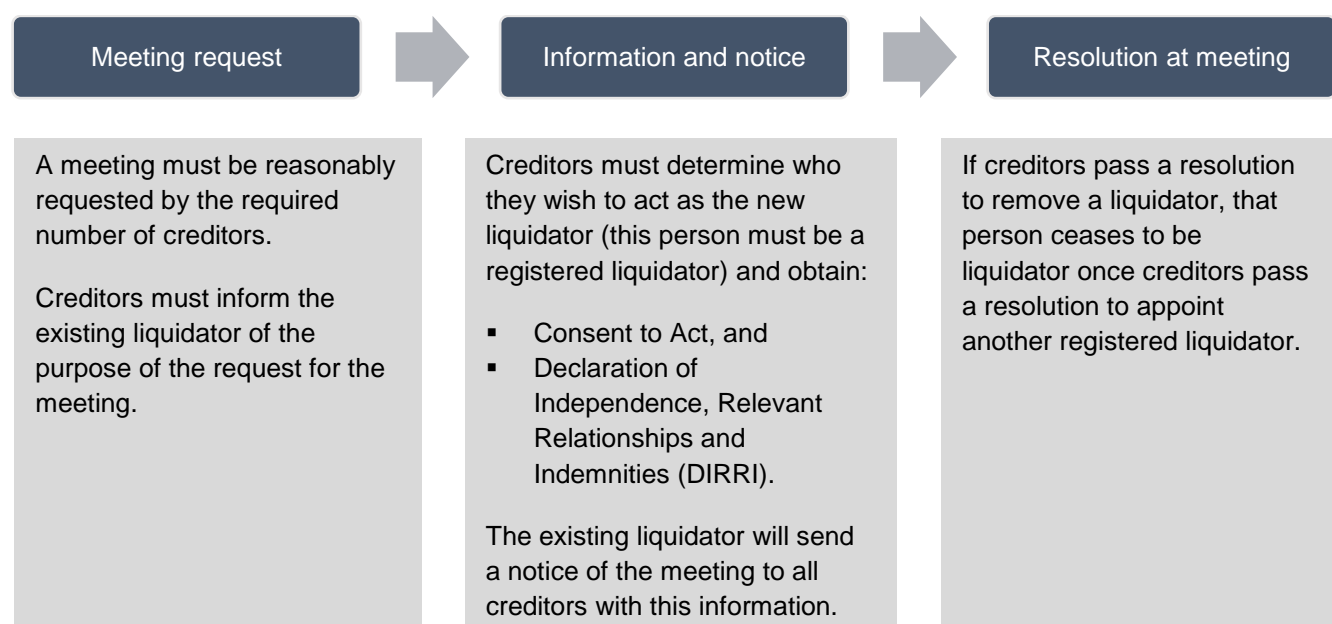 Meeting request
Information and notice
Resolution at meeting
A meeting must be reasonably
requested by the required
number of creditors.
Creditors must inform the
existing liquidator of the
purpose of the request for the
meeting.
Creditors must determine who
they wish to act as the new
liquidator (this person must be a
registered liquidator) and obtain:
▪ Consent to Act, and
▪ Declaration of
Independence, Relevant
Relationships and
Indemnities (DIRRI).
The existing liquidator will send
a notice of the meeting to all
creditors with this information.
If creditors pass a resolution
to remove a liquidator, that
person ceases to be
liquidator once creditors pass
a resolution to appoint
another registered liquidator.